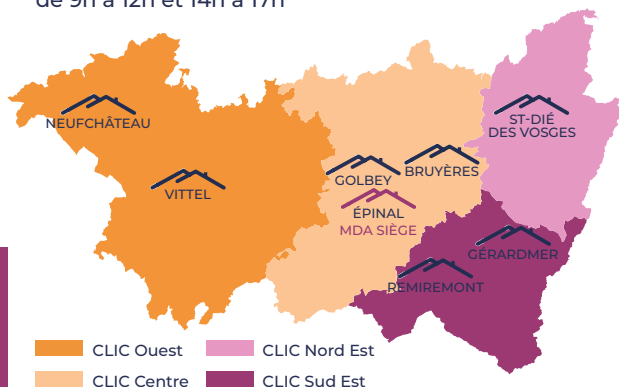 de 9h à 12h et 14h à 17h
NEUFCHÂTEAU
ST-DIÉ
DES VOSGES
BRUYÈRES
GOLBEY
VITTEL
ÉPINAL
MDA SIÈGE
GÉRARDMER
REMIREMONT
CLIC Ouest
CLIC Nord Est
CLIC Centre
CLIC Sud Est